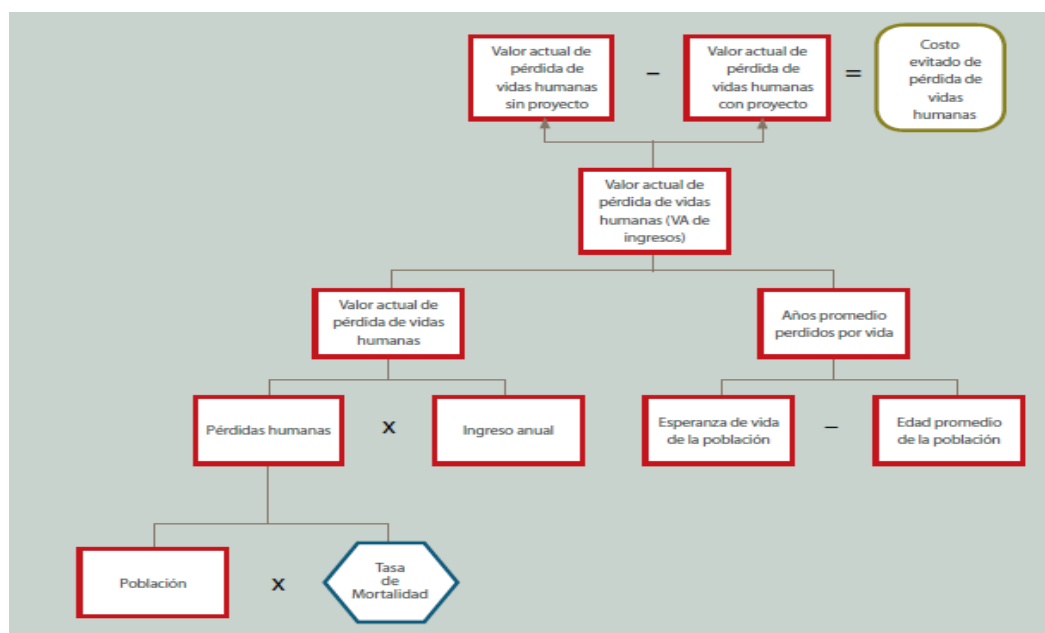 Valor actual de
pérdida de
vidas humanas
sin proyecto
–
Valor actual de
pérdida de
vidas humanas
con proyecto
=
Costo
evitado de
pérdida de
vidas
humanas
Valor actual de
pérdida de vidas
humanas (VA de
ingresos)
Valor actual de
pérdida de vidas
humanas
Años promedio
perdidos por vida
Pérdidas humanas
x
Ingreso anual
Esperanza de vida
de la población
–
Edad promedio
de la población
Población
x
Tasa
de
Mortalidad